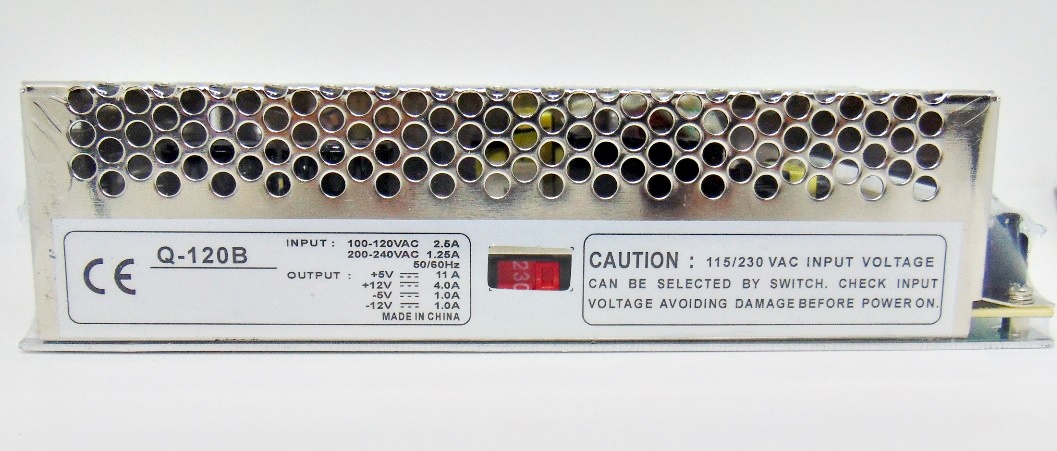 CE
Q-120B
INPUT : 100-120VAC 2.5A
200-240VAC 1.25A
50/60Hz
OUTPUT : +5V ⎓ 11 A
+12V ⎓ 4.0A
-5V ⎓ 1.0A
-12V ⎓ 1.0A
MADE IN CHINA
230
CAUTION : 115/230 VAC INPUT VOLTAGE
CAN BE SELECTED BY SWITCH. CHECK INPUT
VOLTAGE AVOIDING DAMAGE BEFORE POWER ON.